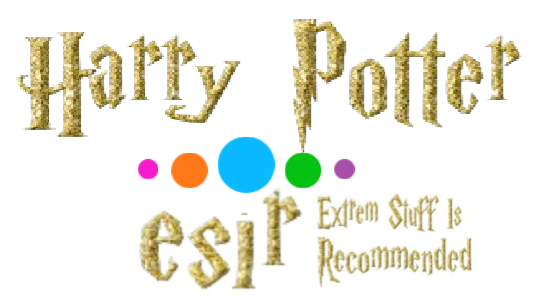 Harry Potter
esir
Extrem Stuff Is
Recommended